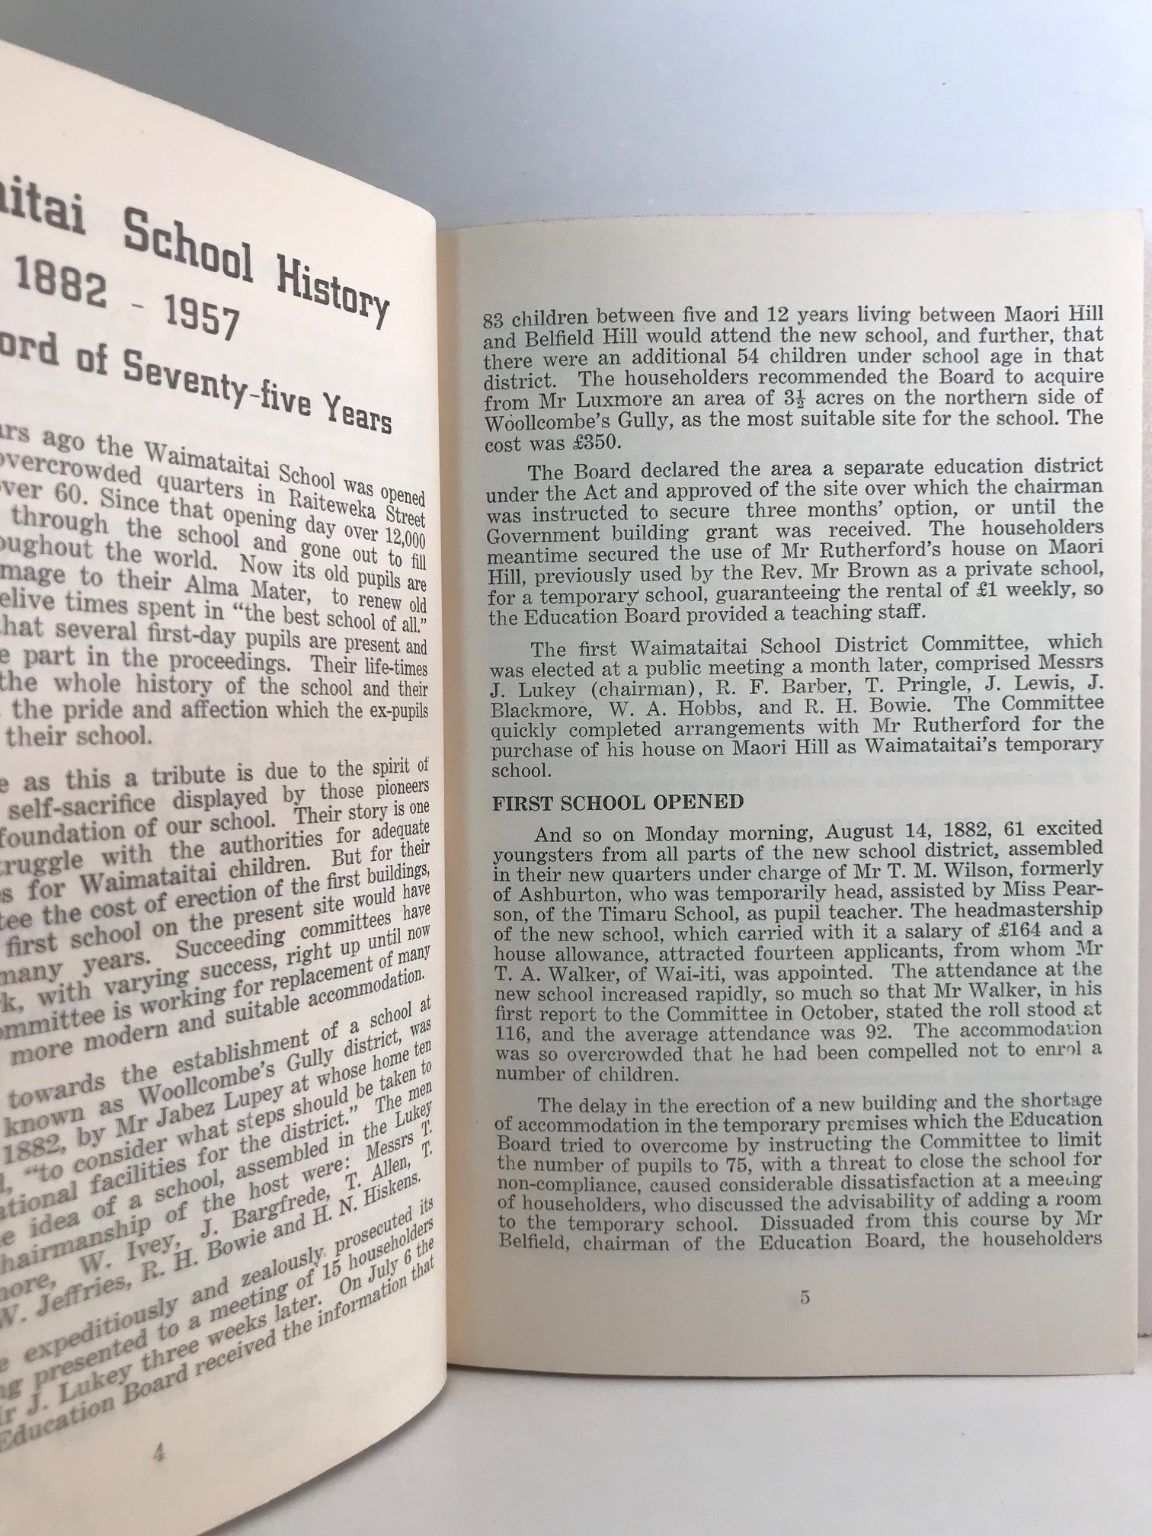 School History
1882 - 1957
of Seventy-five Years
ago the Waimataitai School was opened
overcrowded quarters in Raiteweka Street
over 60. Since that opening day over 12,000
through the school and gone out to fill
throughout the world. Now its old pupils are
to their Alma Mater, to renew old
times spent in "the best school of all."
that several first-day pupils are present and
part in the proceedings. Their life-times
the whole history of the school and their
the pride and affection which the ex-pupils
their school.
as this a tribute is due to the spirit of
self-sacrifice displayed by those pioneers
foundation of our school. Their story is one
struggle with the authorities for adequate
for Waimataitai children. But for their
the cost of erection of the first buildings,
first school on the present site would have
many years. Succeeding committees have
with varying success, right up until now
committee is working for replacement of many
more modern and suitable accommodation.
towards the establishment of a school at
known as Woollcombe's Gully district, was
1882, by Mr Jabez Lupey at whose home ten
"to consider what steps should be taken to
facilities for the district." The men
idea of a school, assembled in the Lukey
chairmanship of the host were: Messrs T.
W. Ivey, J. Bargfrede, T. Allen, T.
W. Jeffries, R. H. Bowie and H. N. Hiskens.
expeditiously and zealously prosecuted its
presented to a meeting of 15 householders
J. Lukey three weeks later. On July 6 the
Education Board received the information that
4
83 children between five and 12 years living between Maori Hill
and Belfield Hill would attend the new school, and further, that
there were an additional 54 children under school age in that
district. The householders recommended the Board to acquire
from Mr Luxmore an area of 3½ acres on the northern side of
Woollcombe's Gully, as the most suitable site for the school. The
cost was £350.
The Board declared the area a separate education district
under the Act and approved of the site over which the chairman
was instructed to secure three months' option, or until the
Government building grant was received. The householders
meantime secured the use of Mr Rutherford's house on Maori
Hill, previously used by the Rev. Mr Brown as a private school,
for a temporary school, guaranteeing the rental of £1 weekly, so
the Education Board provided a teaching staff.
The first Waimataitai School District Committee, which
was elected at a public meeting a month later, comprised Messrs
J. Lukey (chairman), R. F. Barber, T. Pringle, J. Lewis, J.
Blackmore, W. A. Hobbs, and R. H. Bowie. The Committee
quickly completed arrangements with Mr Rutherford for the
purchase of his house on Maori Hill as Waimataitai's temporary
school.
FIRST SCHOOL OPENED
And so on Monday morning, August 14, 1882, 61 excited
youngsters from all parts of the new school district, assembled
in their new quarters under charge of Mr T. M. Wilson, formerly
of Ashburton, who was temporarily head, assisted by Miss Pear-
son, of the Timaru School, as pupil teacher. The headmastership
of the new school, which carried with it a salary of £164 and a
house allowance, attracted fourteen applicants, from whom Mr
T. A. Walker, of Wai-iti, was appointed. The attendance at the
new school increased rapidly, so much so that Mr Walker, in his
first report to the Committee in October, stated the roll stood at
116, and the average attendance was 92. The accommodation
was so overcrowded that he had been compelled not to enrol a
number of children.
The delay in the erection of a new building and the shortage
of accommodation in the temporary premises which the Education
Board tried to overcome by instructing the Committee to limit
the number of pupils to 75, with a threat to close the school for
non-compliance, caused considerable dissatisfaction at a meeting
of householders, who discussed the advisability of adding a room
to the temporary school. Dissuaded from this course by Mr
Belfield, chairman of the Education Board, the householders
5